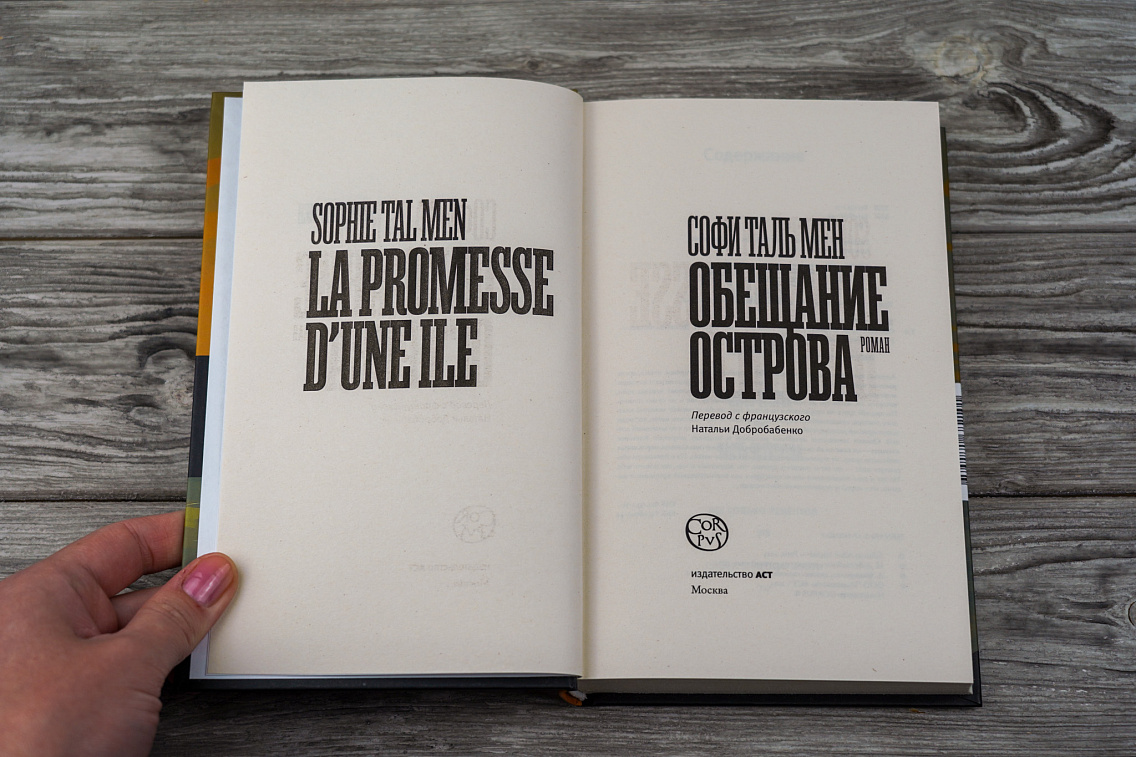 SOPHIE TAL MEN
LA PROMESSE
D'UNE ILE
СОФИ ТАЛЬ МЕН
ОБЕЩАНИЕ
ОСТРОВА
РОМАН
Перевод с французского
Натальи Добробабенко
CORPVS
издательство АСТ
Москва